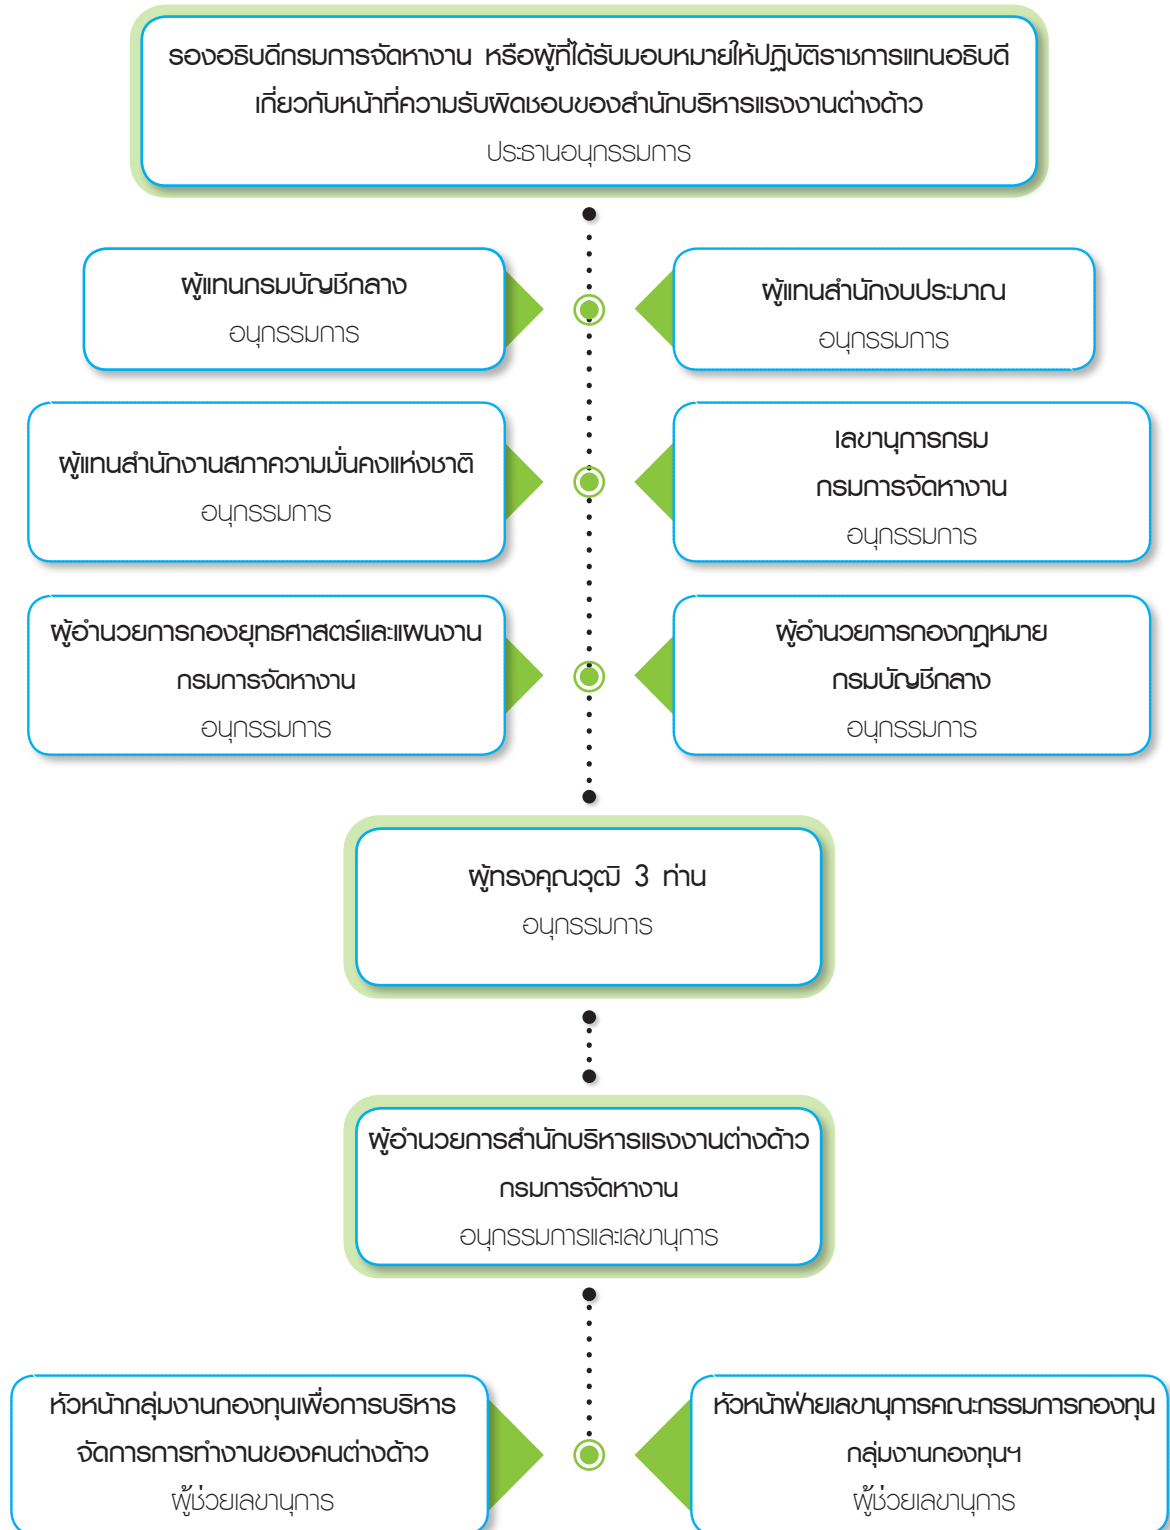 รองอธิบดีกรมการจัดหางาน หรือผู้ที่ได้รับมอบหมายให้ปฏิบัติราชการแทนอธิบดี
เกี่ยวกับหน้าที่ความรับผิดชอบของสำนักบริหารแรงงานต่างด้าว
ประธานอนุกรรมการ
ผู้แทนกรมบัญชีกลาง
อนุกรรมการ
ผู้แทนสำนักงบประมาณ
อนุกรรมการ
ผู้แทนสำนักงานสภาความมั่นคงแห่งชาติ
อนุกรรมการ
เลขานุการกรม
กรมการจัดหางาน
อนุกรรมการ
ผู้อำนวยการกองยุทธศาสตร์และแผนงาน
กรมการจัดหางาน
อนุกรรมการ
ผู้อำนวยการกองกฎหมาย
กรมบัญชีกลาง
อนุกรรมการ
ผู้ทรงคุณวุฒิ 3 ท่าน
อนุกรรมการ
ผู้อำนวยการสำนักบริหารแรงงานต่างด้าว
กรมการจัดหางาน
อนุกรรมการและเลขานุการ
หัวหน้ากลุ่มงานกองทุนเพื่อการบริหาร
จัดการการทำงานของคนต่างด้าว
ผู้ช่วยเลขานุการ
หัวหน้าฝ่ายเลขานุการคณะกรรมการกองทุน
กลุ่มงานกองทุนฯ
ผู้ช่วยเลขานุการ